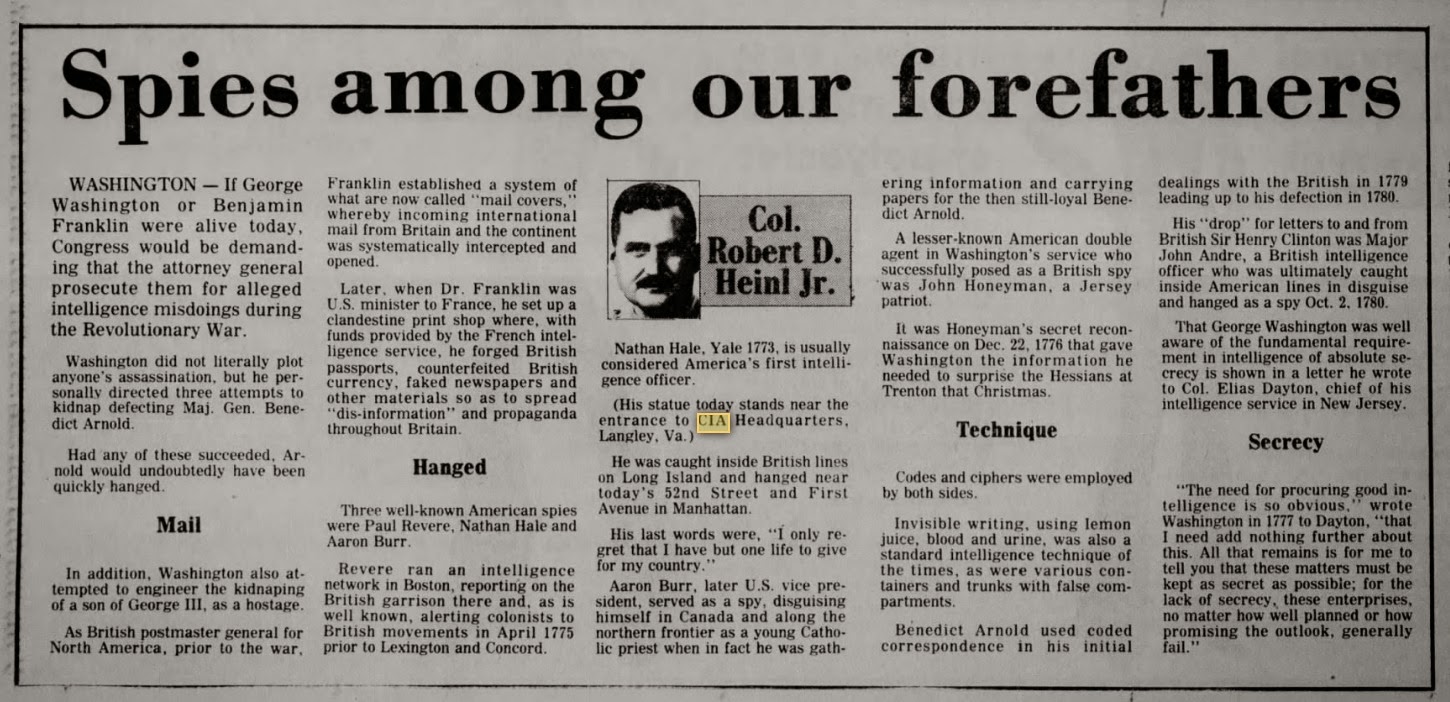 Spies among our forefathers
WASHINGTON — If George
Washington or Benjamin
Franklin were alive today,
Congress would be demand-
ing that the attorney general
prosecute them for alleged
intelligence misdoings during
the Revolutionary War.
Washington did not literally plot
anyone's assassination, but he per-
sonally directed three attempts to
kidnap defecting Maj. Gen. Bene-
dict Arnold.
Had any of these succeeded, Ar-
nold would undoubtedly have been
quickly hanged.
Mail
In addition, Washington also at-
tempted to engineer the kidnaping
of a son of George III, as a hostage.
As British postmaster general for
North America, prior to the war,
Franklin established a system of
what are now called "mail covers,"
whereby incoming international
mail from Britain and the continent
was systematically intercepted and
opened.
Later, when Dr. Franklin was
U.S. minister to France, he set up a
clandestine print shop where, with
funds provided by the French intel-
ligence service, he forged British
passports, counterfeited British
currency, faked newspapers and
other materials so as to spread
"dis-information" and propaganda
throughout Britain.
Hanged
Three well-known American spies
were Paul Revere, Nathan Hale and
Aaron Burr.
Revere ran an intelligence
network in Boston, reporting on the
British garrison there and, as is
well known, alerting colonists to
British movements in April 1775
prior to Lexington and Concord.
Col.
Robert D.
Heinl Jr.
Nathan Hale, Yale 1773, is usually
considered America's first intelli-
gence officer.
(His statue today stands near the
entrance to CIA Headquarters,
Langley, Va.)
He was caught inside British lines
on Long Island and hanged near
today's 52nd Street and First
Avenue in Manhattan.
His last words were, "I only re-
gret that I have but one life to give
for my country."
Aaron Burr, later U.S. vice pre-
sident, served as a spy, disguising
himself in Canada and along the
northern frontier as a young Catho-
lic priest when in fact he was gath-
ering information and carrying
papers for the then still-loyal Bene-
dict Arnold.
A lesser-known American double
agent in Washington's service who
successfully posed as a British spy
was John Honeyman, a Jersey
patriot.
It was Honeyman's secret recon-
naissance on Dec. 22, 1776 that gave
Washington the information he
needed to surprise the Hessians at
Trenton that Christmas.
Technique
Codes and ciphers were employed
by both sides.
Invisible writing, using lemon
juice, blood and urine, was also a
standard intelligence technique of
the times, as were various con-
tainers and trunks with false com-
partments.
Benedict Arnold used coded
correspondence in his initial
dealings with the British in 1779
leading up to his defection in 1780.
His "drop" for letters to and from
British Sir Henry Clinton was Major
John Andre, a British intelligence
officer who was ultimately caught
inside American lines in disguise
and hanged as a spy Oct. 2, 1780.
That George Washington was well
aware of the fundamental require-
ment in intelligence of absolute se-
crecy is shown in a letter he wrote
to Col. Elias Dayton, chief of his
intelligence service in New Jersey.
Secrecy
"The need for procuring good in-
telligence is so obvious," wrote
Washington in 1777 to Dayton, "that
I need add nothing further about
this. All that remains is for me to
tell you that these matters must be
kept as secret as possible; for the
lack of secrecy, these enterprises,
no matter how well planned or how
promising the outlook, generally
fail."